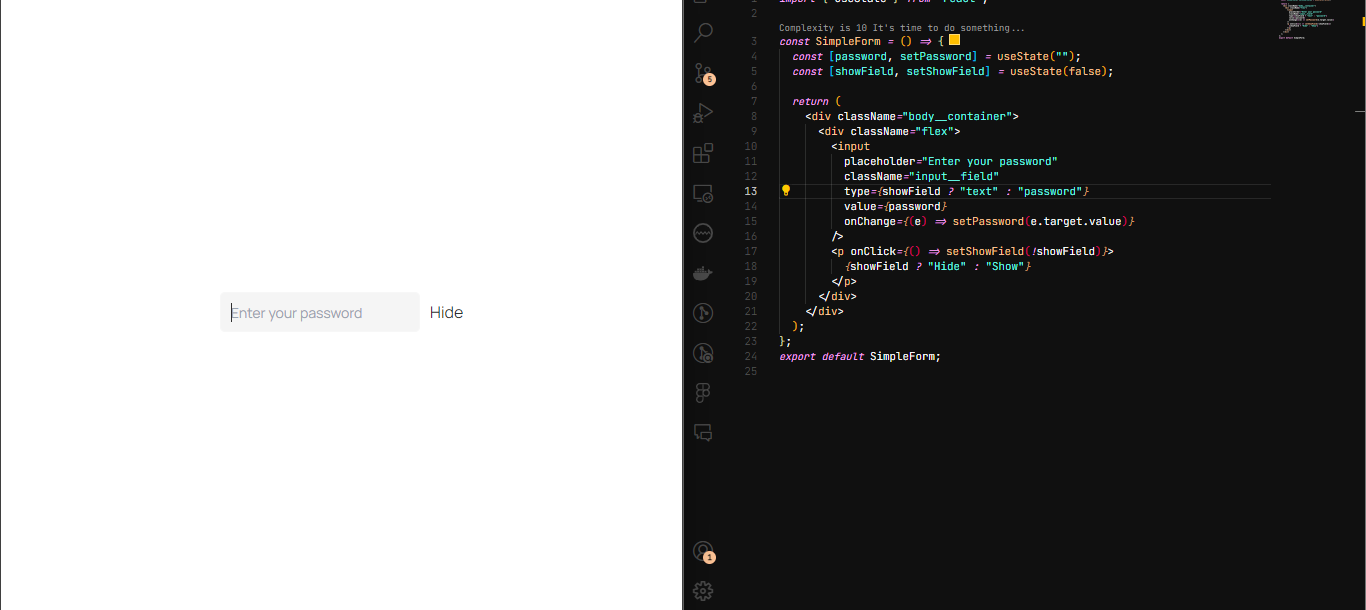 Enter your password
Hide
5
1
1
import { useState } from "react";
2
Complexity is 10 It's time to do something...
3 const SimpleForm = () => {
4 const [password, setPassword] = useState("");
5 const [showField, setShowField] = useState(false);
6
7 return (
8 <div className="body__container">
9 <div className="flex">
10 <input
11 placeholder="Enter your password"
12 className="input__field"
13 type={showField ? "text" : "password"}
14 value={password}
15 onChange={(e) => setPassword(e.target.value)}
16 />
17 <p onClick={() => setShowField(!showField)}>
18 {showField ? "Hide" : "Show"}
19 </p>
20 </div>
21 </div>
22 );
23 };
24 export default SimpleForm;
25